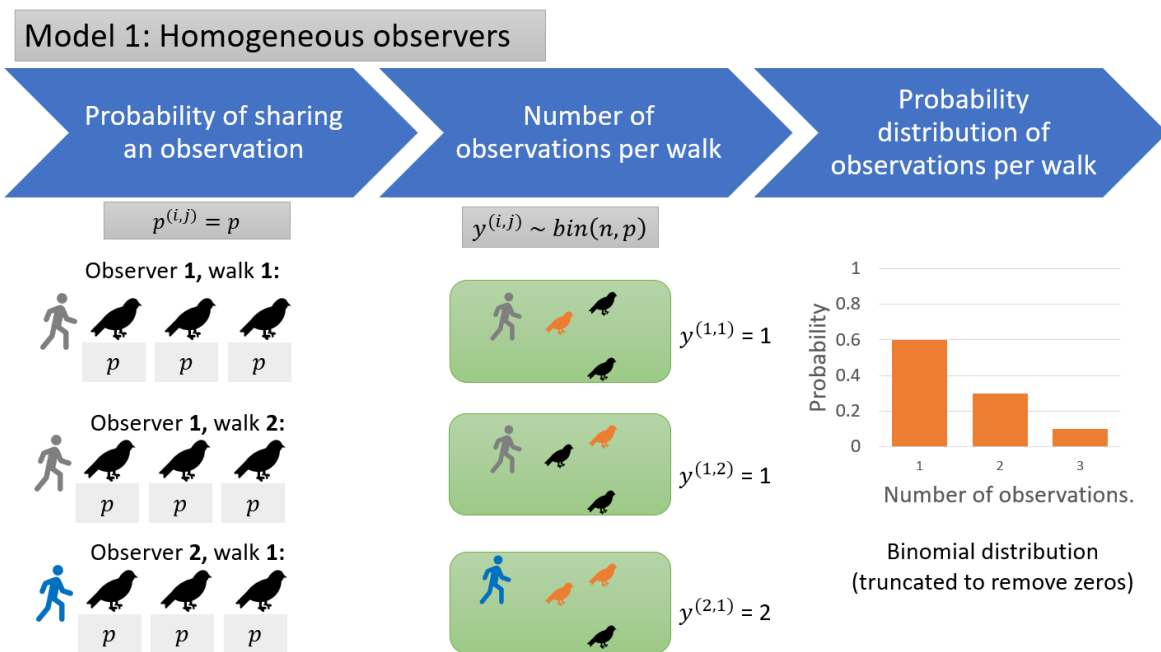 Model 1: Homogeneous observers
Probability of sharing
an observation
Number of
observations per walk
Probability
distribution of
observations per walk
p^(i,j) = p
y^(i,j) ~ bin(n, p)
Observer 1, walk 1:
p p p
y^(1,1) = 1
Observer 1, walk 2:
p p p
y^(1,2) = 1
Observer 2, walk 1:
p p p
y^(2,1) = 2
Probability
1
0.8
0.6
0.4
0.2
0
1 2 3
Number of observations.
Binomial distribution
(truncated to remove zeros)